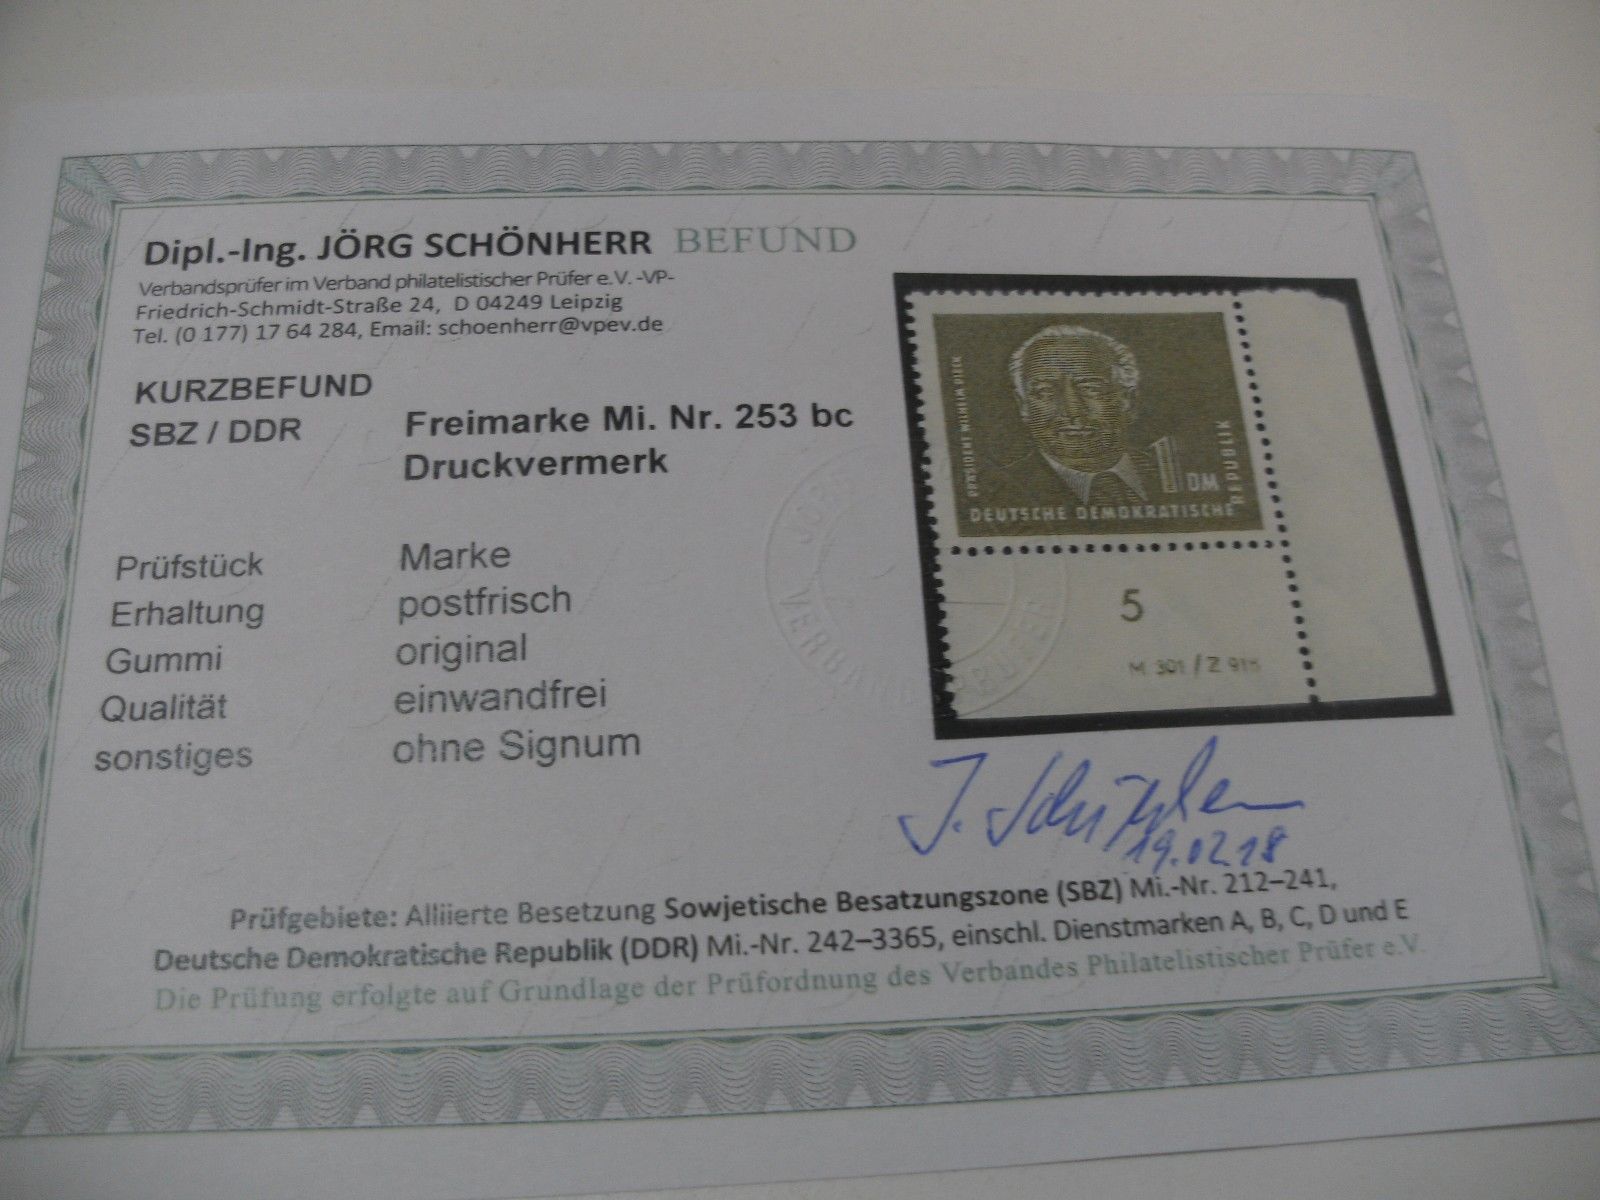 Dipl.-Ing. JÖRG SCHÖNHERR BEFUND
Verbandsprüfer im Verband philatelistischer Prüfer e.V. -VP-
Friedrich-Schmidt-Straße 24, D 04249 Leipzig
Tel. (0 177) 17 64 284, Email: schoenherr@vpev.de
KURZBEFUND
SBZ / DDR Freimarke Mi. Nr. 253 bc
Druckvermerk
Prüfstück Marke
Erhaltung postfrisch
Gummi original
Qualität einwandfrei
sonstiges ohne Signum
PRÄSIDENT WILHELM PIECK
1 DM
DEUTSCHE DEMOKRATISCHE
REPUBLIK
5
M 301 / Z 918
J. Schönherr
19.02.18
Prüfgebiete: Alliierte Besetzung Sowjetische Besatzungszone (SBZ) Mi.-Nr. 212–241,
Deutsche Demokratische Republik (DDR) Mi.-Nr. 242–3365, einschl. Dienstmarken A, B, C, D und E
Die Prüfung erfolgte auf Grundlage der Prüfordnung des Verbandes Philatelistischer Prüfer e.V.